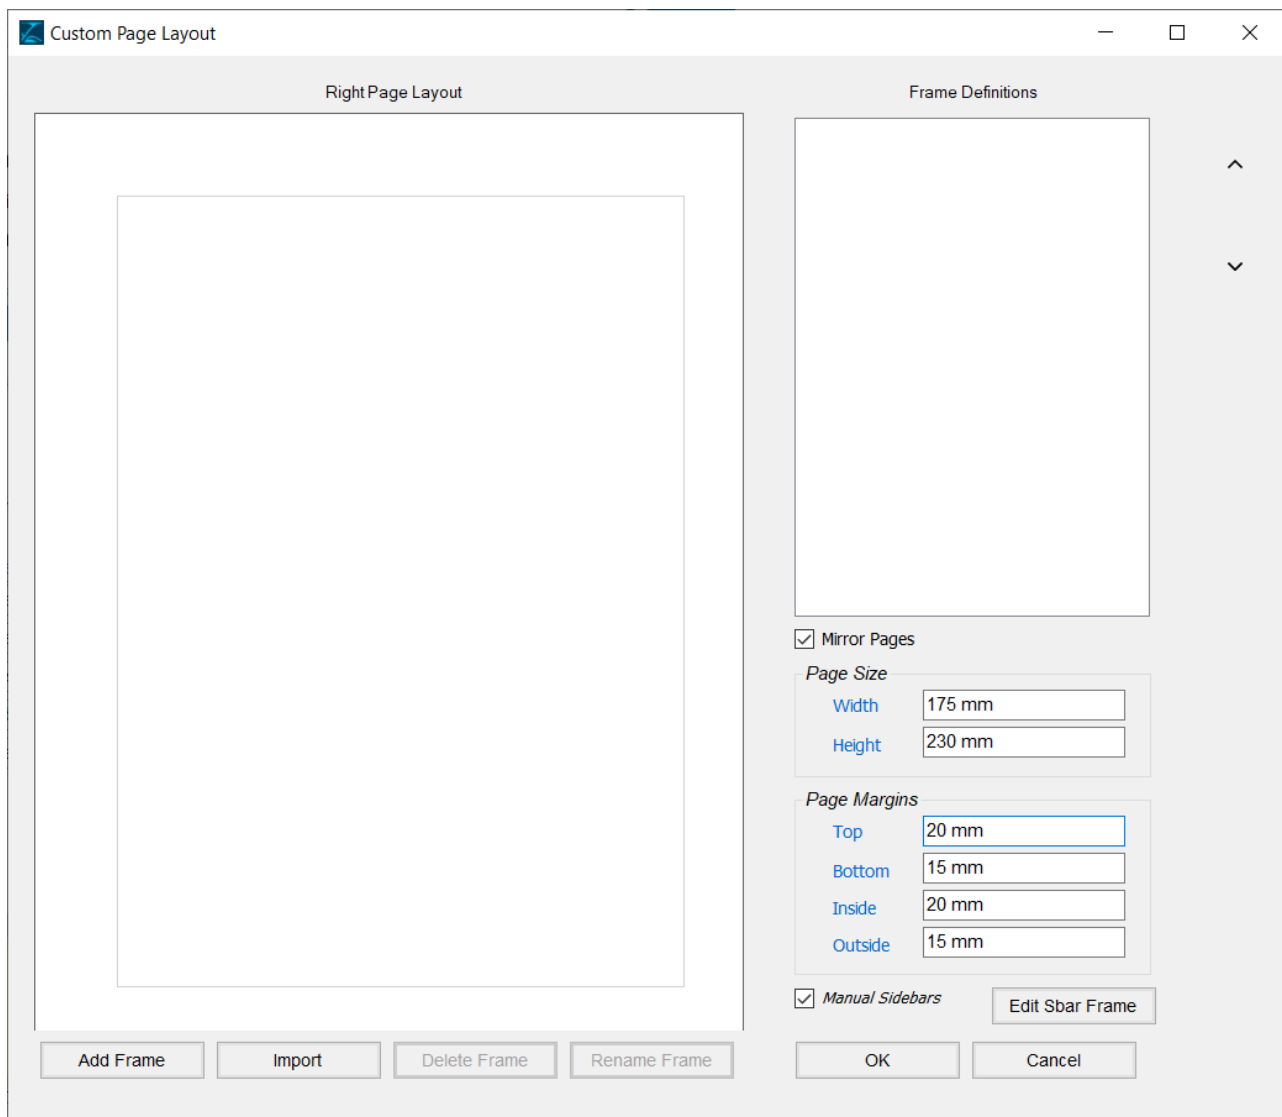 Custom Page Layout
Right Page Layout
Frame Definitions
Mirror Pages
Page Size
Width 175 mm
Height 230 mm
Page Margins
Top 20 mm
Bottom 15 mm
Inside 20 mm
Outside 15 mm
Manual Sidebars Edit Sbar Frame
Add Frame Import Delete Frame Rename Frame OK Cancel